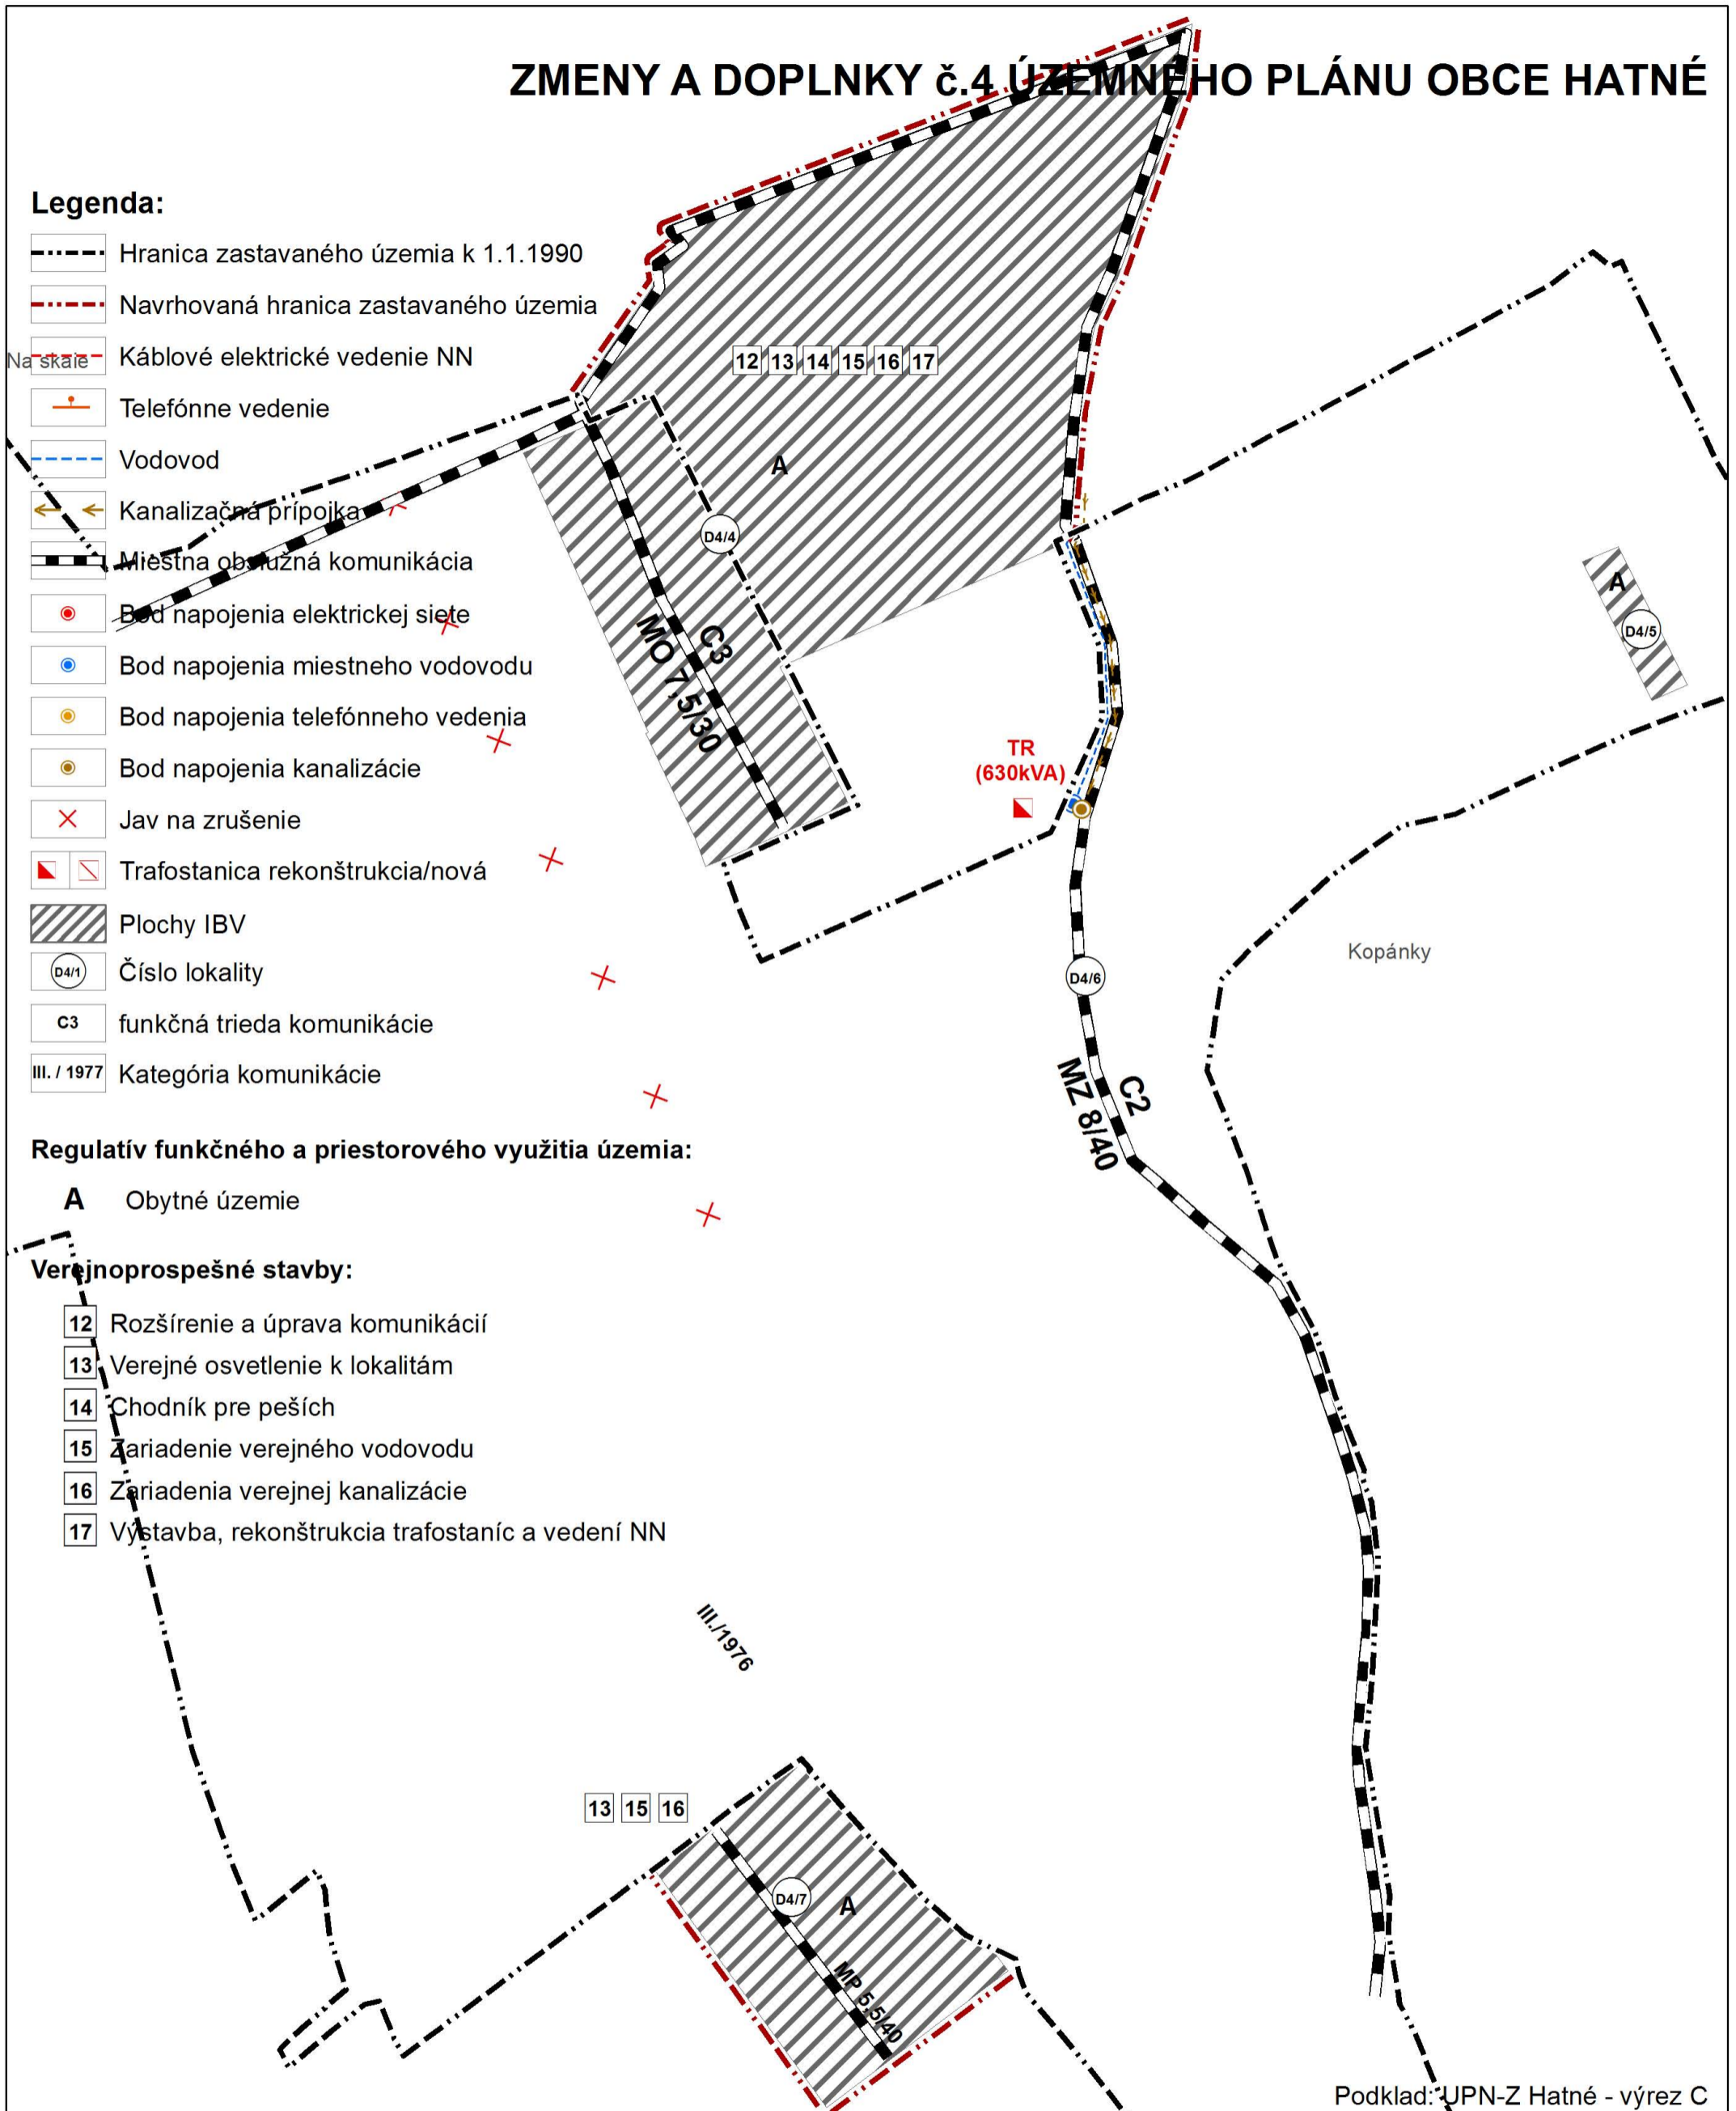 ZMENY A DOPLNKY č.4 ÚZEMNÉHO PLÁNU OBCE HATNÉ
Legenda:
Hranica zastavaného územia k 1.1.1990
Navrhovaná hranica zastavaného územia
Na skale
Káblové elektrické vedenie NN
Telefónne vedenie
Vodovod
Kanalizačná prípojka
Miestna obslužná komunikácia
Bod napojenia elektrickej siete
Bod napojenia miestneho vodovodu
Bod napojenia telefónneho vedenia
Bod napojenia kanalizácie
Jav na zrušenie
Trafostanica rekonštrukcia/nová
Plochy IBV
D4/1 Číslo lokality
C3 funkčná trieda komunikácie
III. / 1977 Kategória komunikácie
Regulatív funkčného a priestorového využitia územia:
A Obytné územie
Verejnoprospešné stavby:
12 Rozšírenie a úprava komunikácií
13 Verejné osvetlenie k lokalitám
14 Chodník pre peších
15 Zariadenie verejného vodovodu
16 Zariadenia verejnej kanalizácie
17 Výstavba, rekonštrukcia trafostaníc a vedení NN
12 13 14 15 16 17
A
D4/4
C3
MO 7,5/30
A
D4/5
TR
(630kVA)
Kopánky
D4/6
C2
MZ 8/40
III./1976
13 15 16
D4/7
A
MP 5,5/40
Podklad: UPN-Z Hatné - výrez C